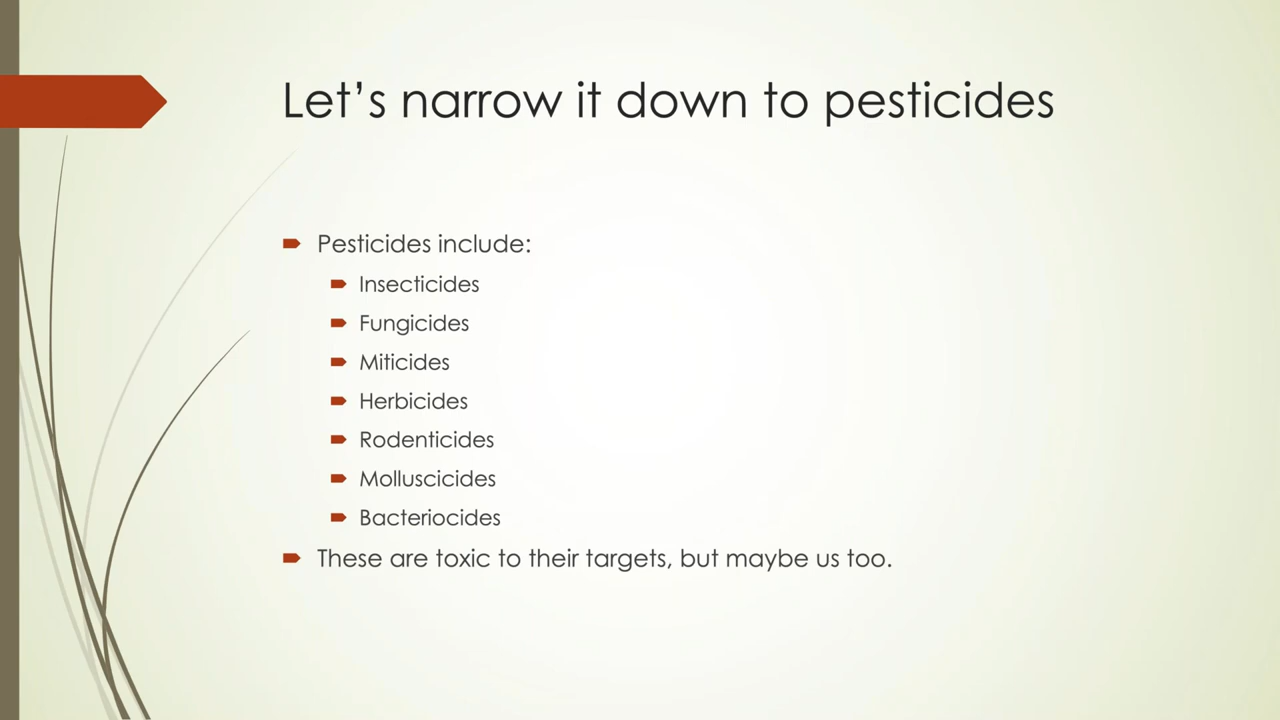 Let’s narrow it down to pesticides
Pesticides include:
Insecticides
Fungicides
Miticides
Herbicides
Rodenticides
Molluscicides
Bacteriocides
These are toxic to their targets, but maybe us too.